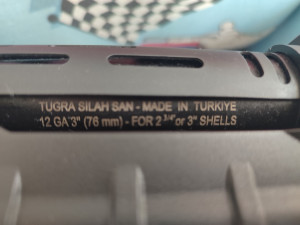 TUGRA SILAH SAN - MADE IN TURKIYE
12 GA 3" (76 mm) - FOR 2 3/4" or 3" SHELLS